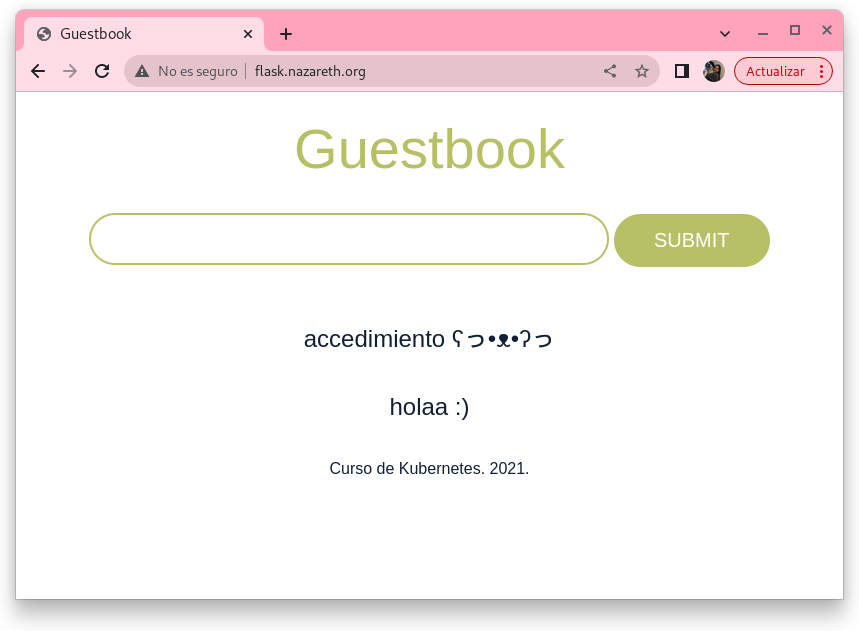 Guestbook
No es seguro | flask.nazareth.org
Actualizar
Guestbook
SUBMIT
accedimiento ʕっ•ᴥ•ʔっ
holaa :)
Curso de Kubernetes. 2021.